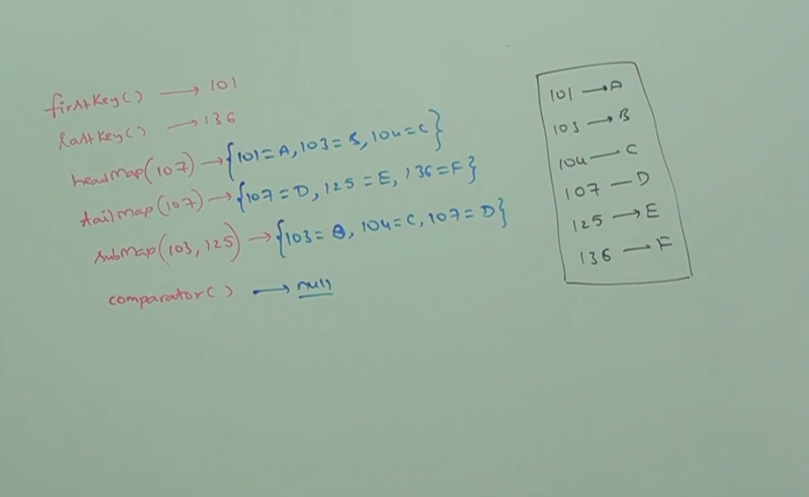 firstKey() → 101
lastKey() → 136
headMap(107) → {101=A, 103=B, 104=C}
tailMap(107) → {107=D, 125=E, 136=F}
subMap(103, 125) → {103=B, 104=C, 107=D}
comparator() → null
101 → A
103 → B
104 — C
107 — D
125 → E
136 → F